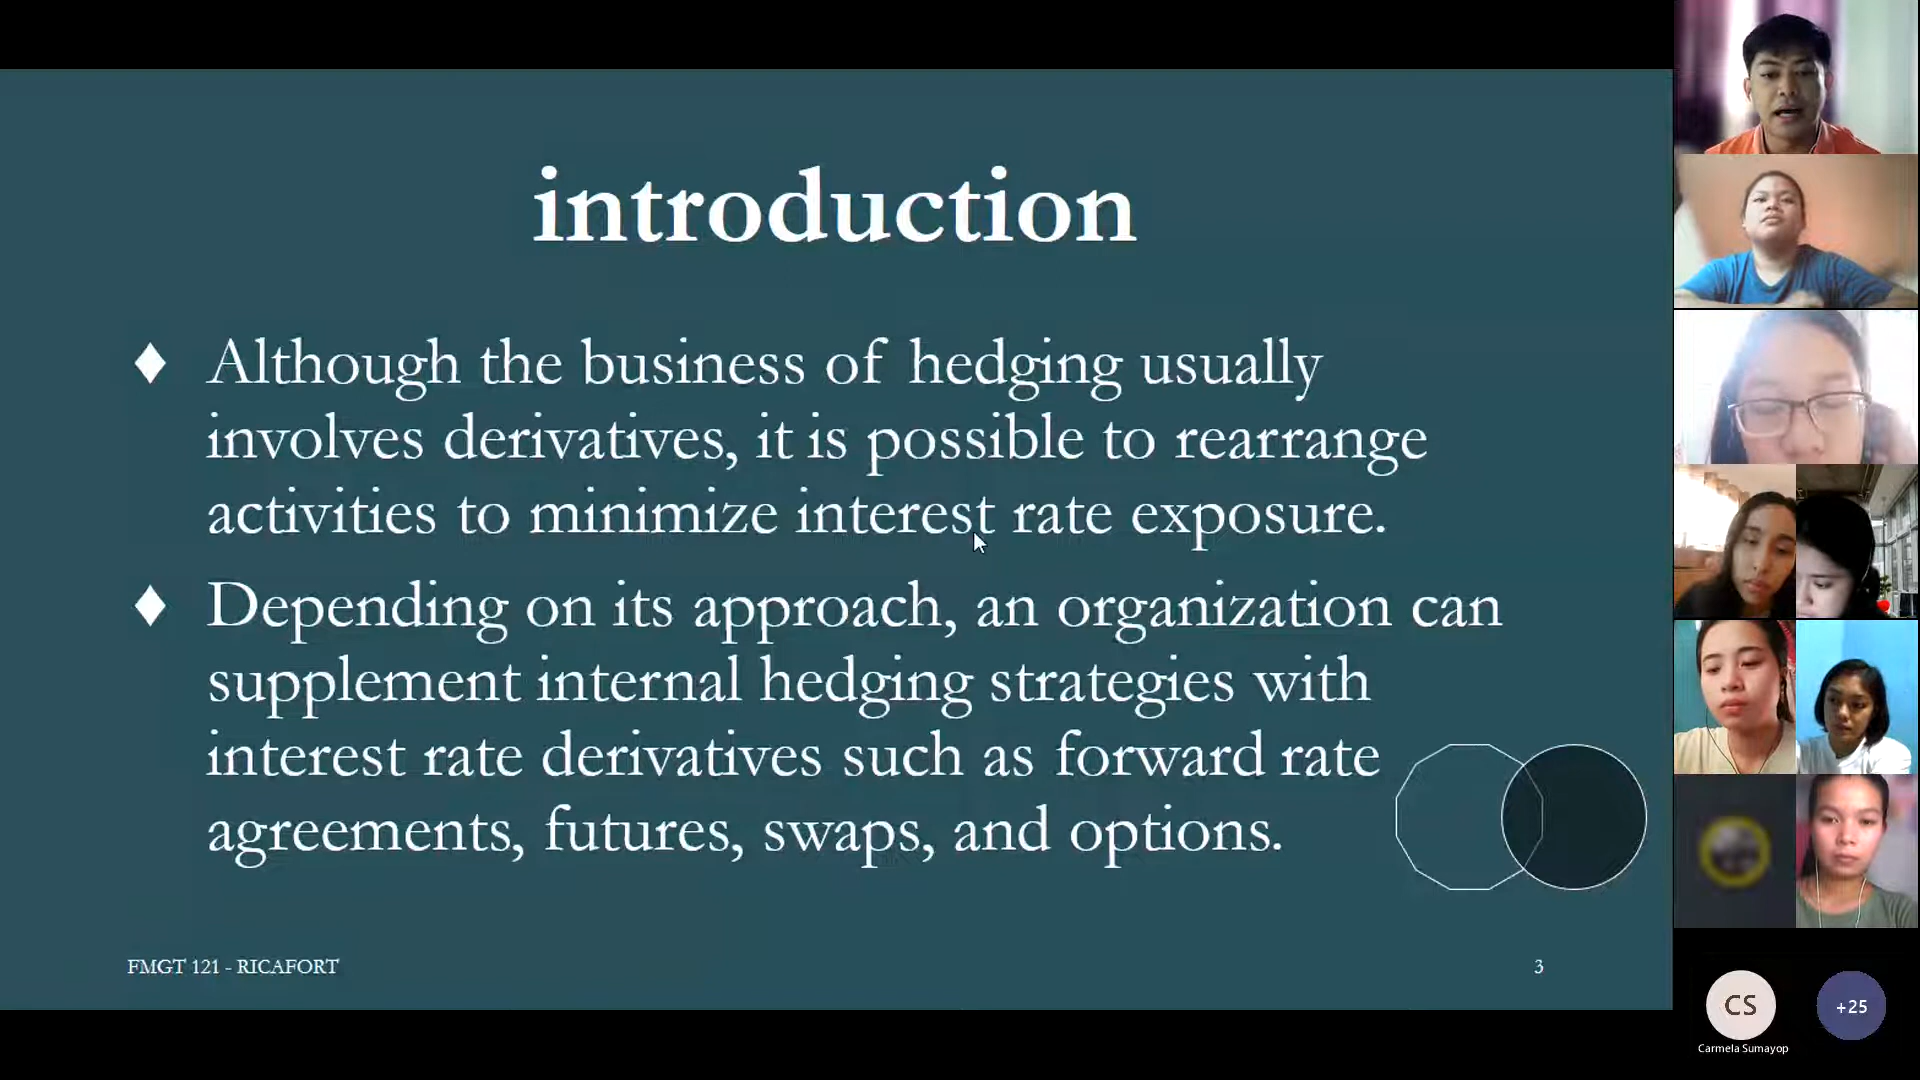 introduction
Although the business of hedging usually
involves derivatives, it is possible to rearrange
activities to minimize interest rate exposure.
Depending on its approach, an organization can
supplement internal hedging strategies with
interest rate derivatives such as forward rate
agreements, futures, swaps, and options.
FMGT 121 - RICAFORT
3
CS
+25
Carmela Sumayop